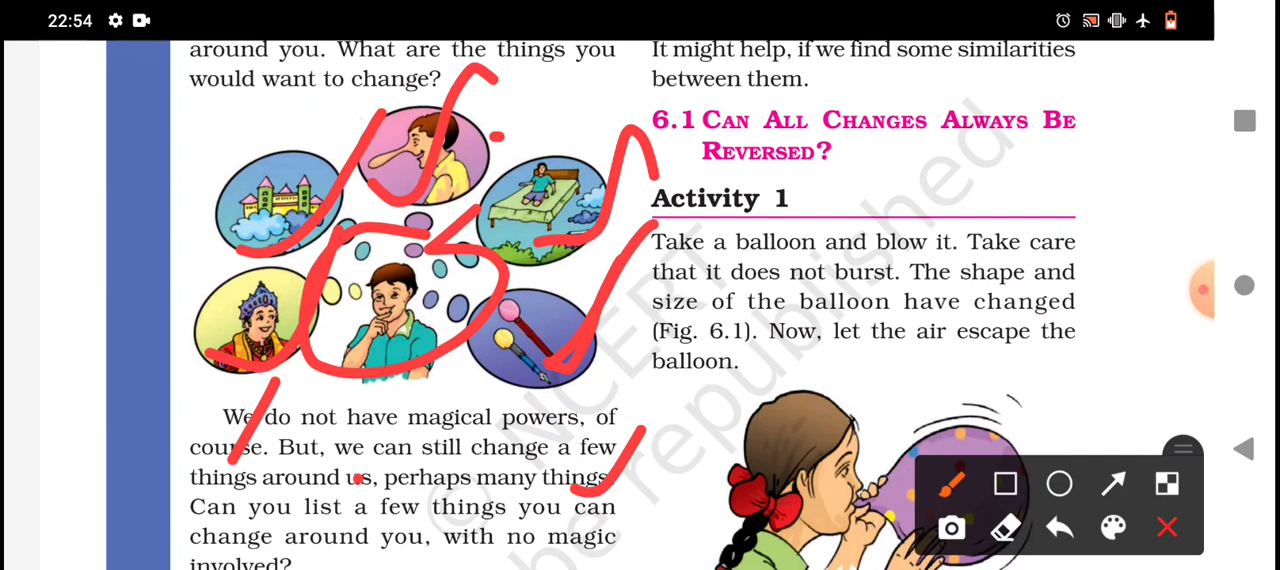 22:54
around you. What are the things you
would want to change?
We do not have magical powers, of
course. But, we can still change a few
things around us, perhaps many things.
Can you list a few things you can
change around you, with no magic
involved?
It might help, if we find some similarities
between them.
6.1 CAN ALL CHANGES ALWAYS BE
REVERSED?
Activity 1
Take a balloon and blow it. Take care
that it does not burst. The shape and
size of the balloon have changed
(Fig. 6.1). Now, let the air escape the
balloon.
© NCERT
be republished